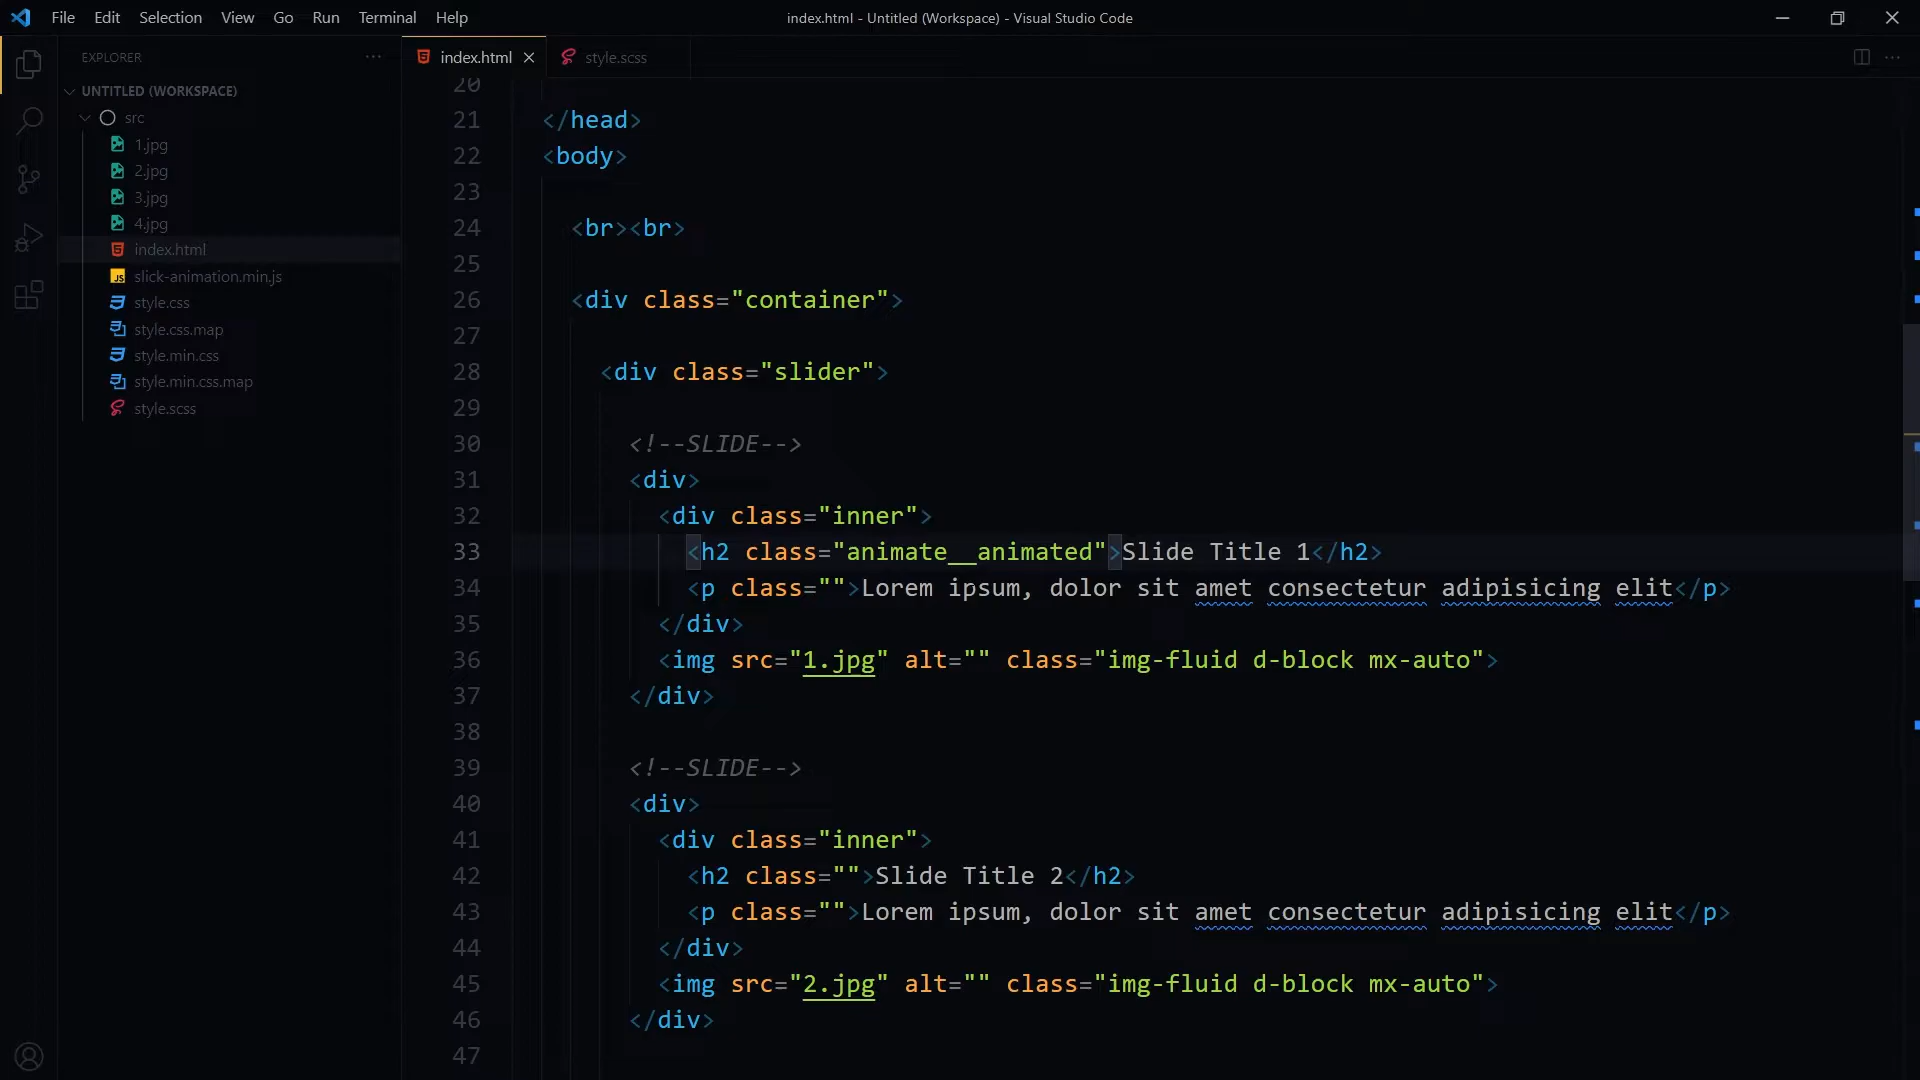 File Edit Selection View Go Run Terminal Help
index.html - Untitled (Workspace) - Visual Studio Code
EXPLORER
UNTITLED (WORKSPACE)
src
1.jpg
2.jpg
3.jpg
4.jpg
index.html
slick-animation.min.js
style.css
style.css.map
style.min.css
style.min.css.map
style.scss
index.html style.scss
20
21 </head>
22 <body>
23
24 <br><br>
25
26 <div class="container">
27
28 <div class="slider">
29
30 <!--SLIDE-->
31 <div>
32 <div class="inner">
33 <h2 class="animate__animated">Slide Title 1</h2>
34 <p class="">Lorem ipsum, dolor sit amet consectetur adipisicing elit</p>
35 </div>
36 <img src="1.jpg" alt="" class="img-fluid d-block mx-auto">
37 </div>
38
39 <!--SLIDE-->
40 <div>
41 <div class="inner">
42 <h2 class="">Slide Title 2</h2>
43 <p class="">Lorem ipsum, dolor sit amet consectetur adipisicing elit</p>
44 </div>
45 <img src="2.jpg" alt="" class="img-fluid d-block mx-auto">
46 </div>
47